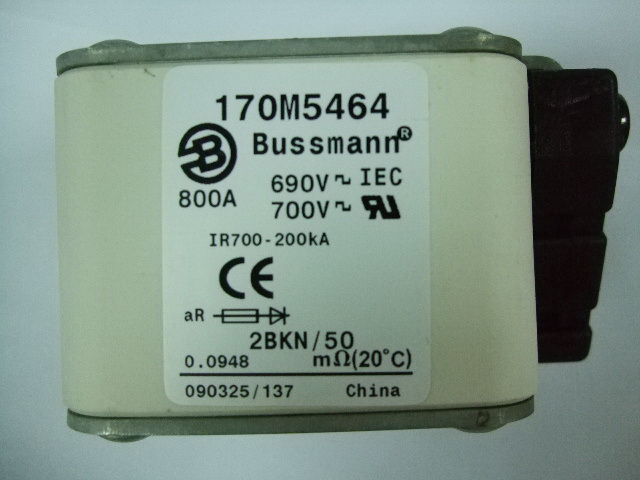 170M5464
B Bussmann®
800A 690V~ IEC
700V~ RU
IR700-200kA
CE
aR
2BKN/50
0.0948 mΩ(20°C)
090325/137 China